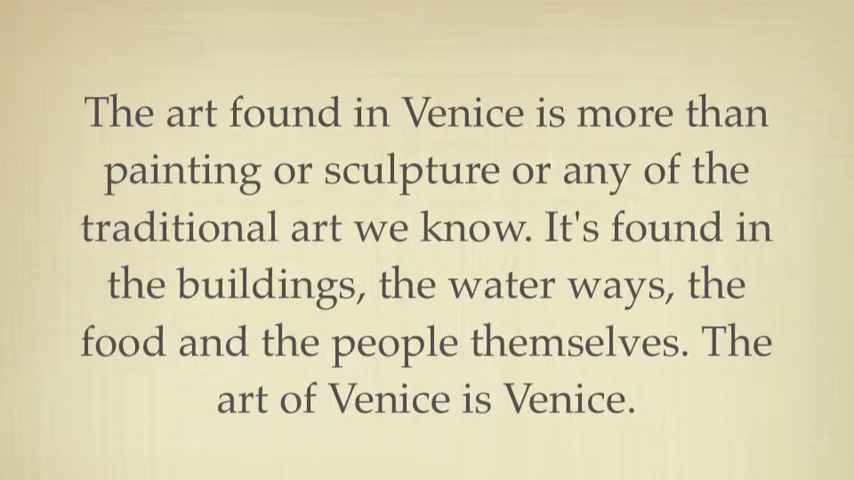 The art found in Venice is more than
painting or sculpture or any of the
traditional art we know. It's found in
the buildings, the water ways, the
food and the people themselves. The
art of Venice is Venice.